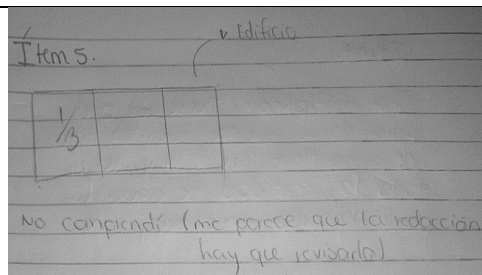 Edificio
Ítem 5.
1/3
No comprendí (me parece que la redacción
hay que revisarla)